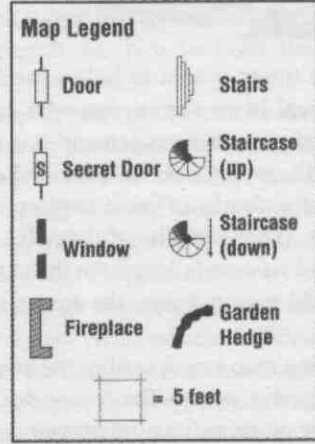 Map Legend
Door
Stairs
S
Secret Door
Staircase
(up)
Window
Staircase
(down)
Fireplace
Garden
Hedge
= 5 feet